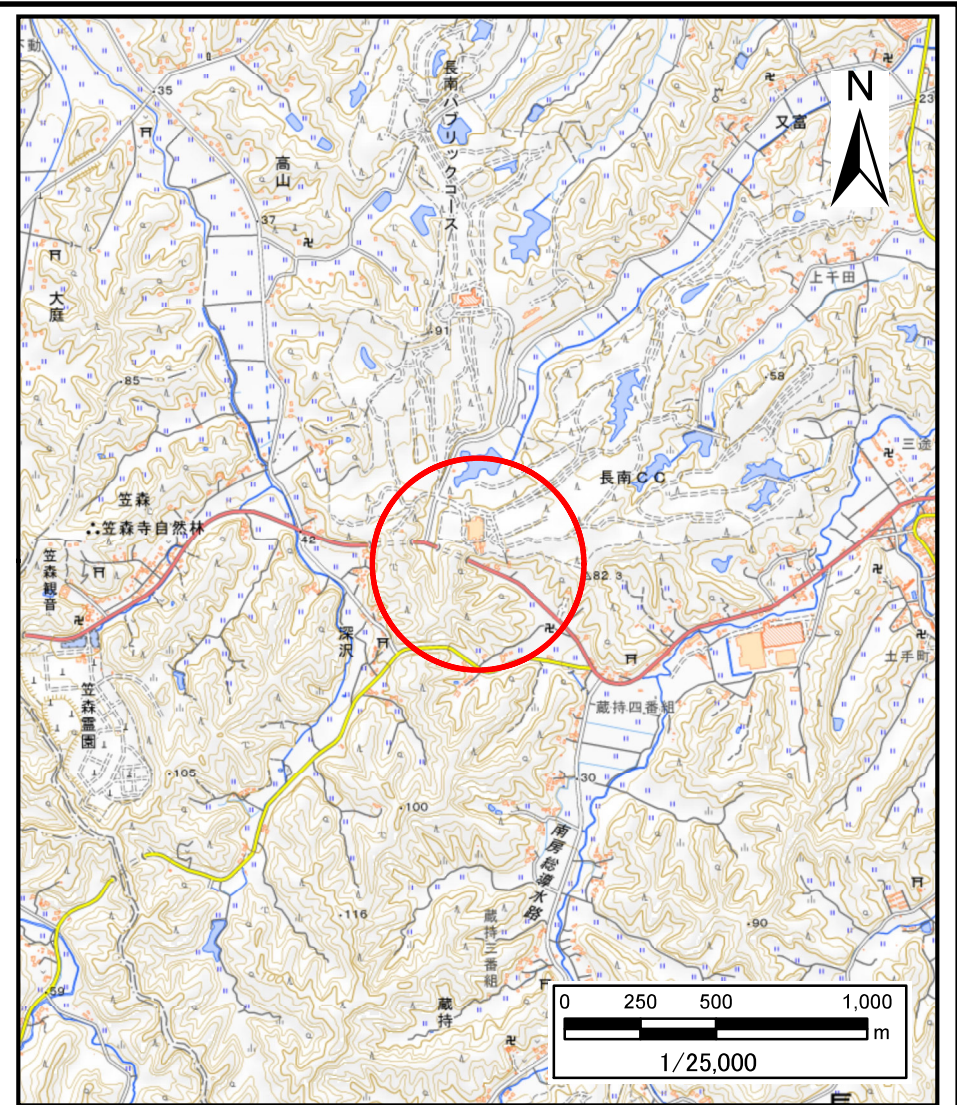 不動
35
高山
37
大庭
85
長南パブリックコース
91
50
又富
N
23
上千田
58
三途
長南CC
笠森
笠森寺自然林
笠森観音
42
82.3
深沢
土手町
蔵持四番組
笠森霊園
105
30
100
南房総導水路
116
90
蔵持三番組
蔵持
59
0 250 500 1,000
m
1/25,000